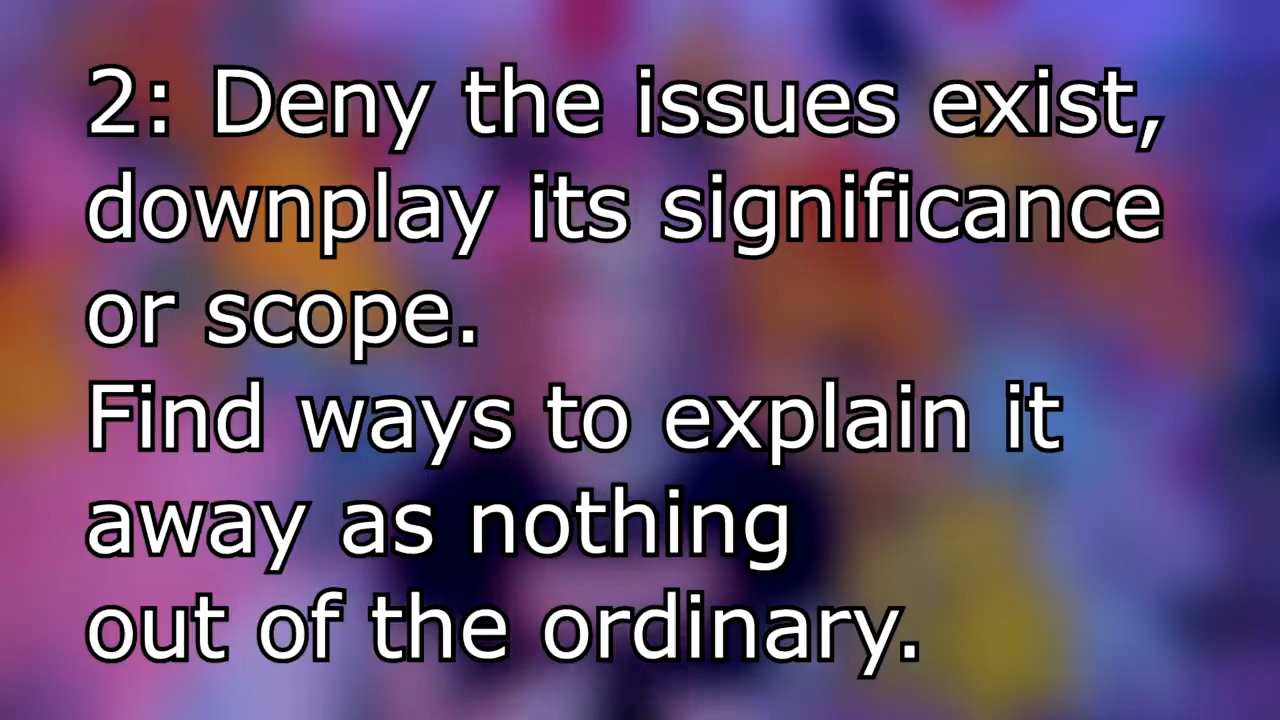 2: Deny the issues exist,
downplay its significance
or scope.
Find ways to explain it
away as nothing
out of the ordinary.